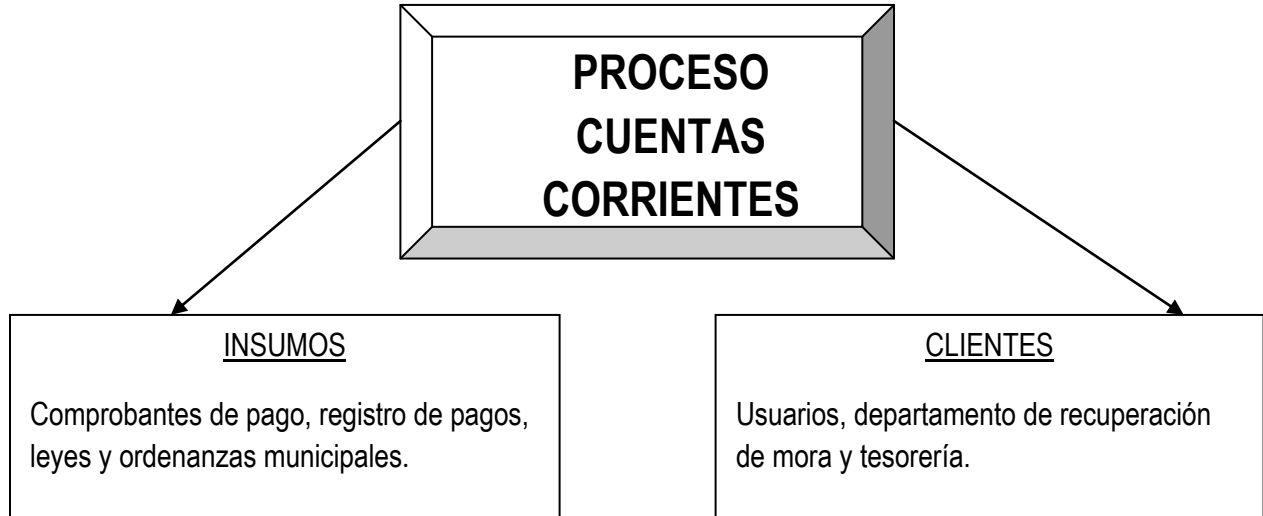 PROCESO
CUENTAS
CORRIENTES
INSUMOS
Comprobantes de pago, registro de pagos,
leyes y ordenanzas municipales.
CLIENTES
Usuarios, departamento de recuperación
de mora y tesorería.